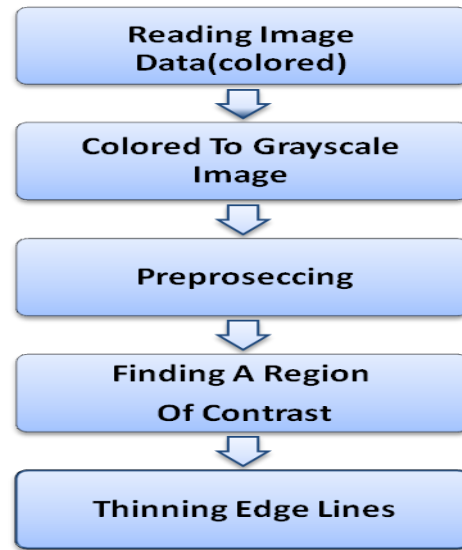 Reading Image
Data(colored)
Colored To Grayscale
Image
Preproseccing
Finding A Region
Of Contrast
Thinning Edge Lines